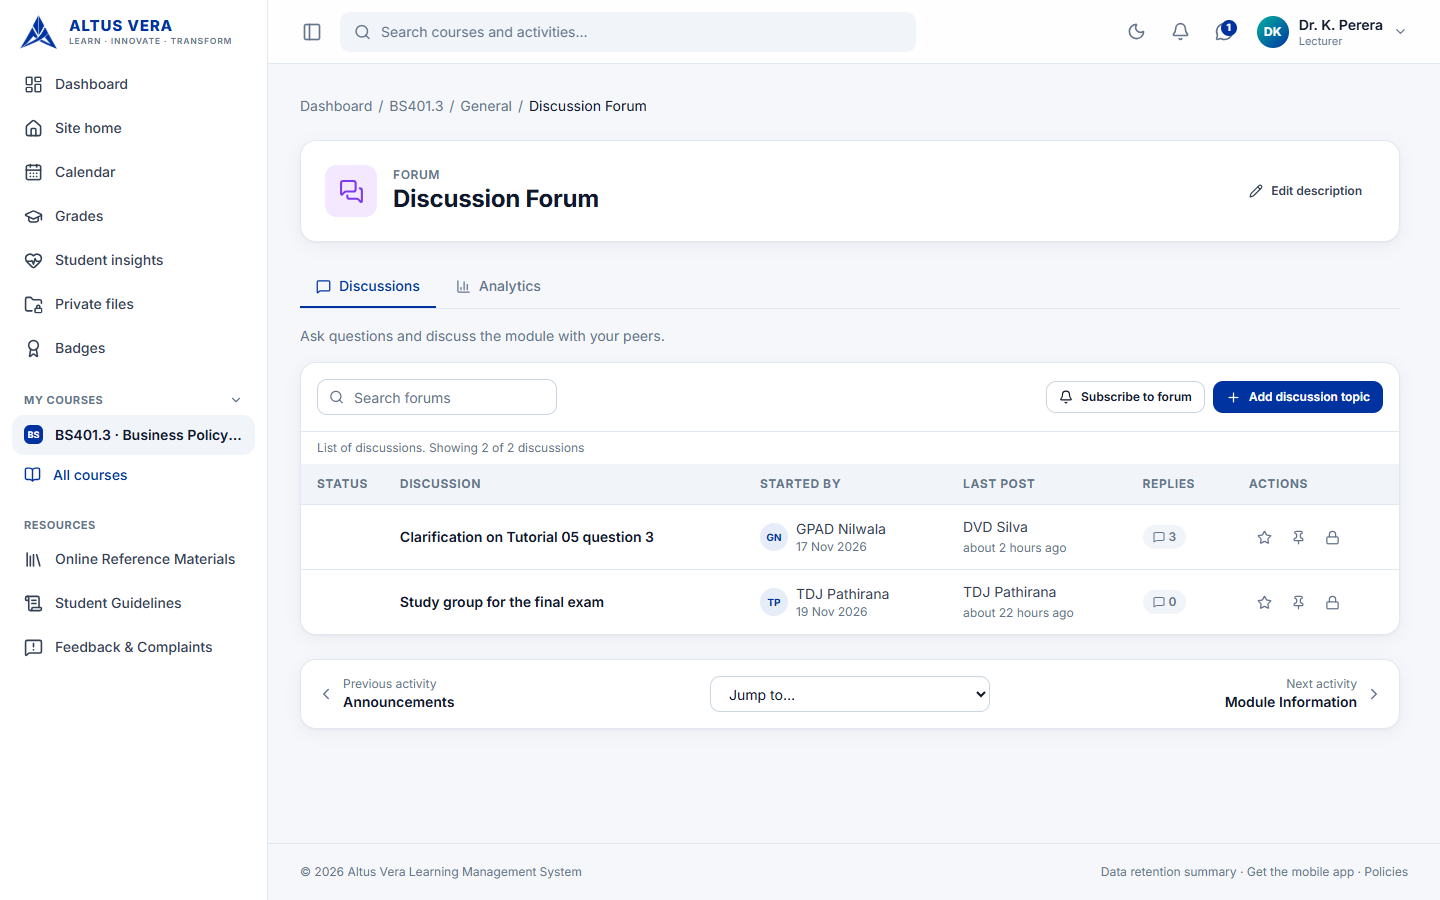 ALTUS VERA
LEARN · INNOVATE · TRANSFORM
Dashboard
Site home
Calendar
Grades
Student insights
Private files
Badges
MY COURSES
BS
BS401.3 · Business Policy...
All courses
RESOURCES
Online Reference Materials
Student Guidelines
Feedback & Complaints
Search courses and activities...
1
DK
Dr. K. Perera
Lecturer
Dashboard / BS401.3 / General / Discussion Forum
FORUM
Discussion Forum
Edit description
Discussions
Analytics
Ask questions and discuss the module with your peers.
Search forums
Subscribe to forum
Add discussion topic
List of discussions. Showing 2 of 2 discussions
STATUS DISCUSSION STARTED BY LAST POST REPLIES ACTIONS
Clarification on Tutorial 05 question 3
GN
GPAD Nilwala
17 Nov 2026
DVD Silva
about 2 hours ago
3
Study group for the final exam
TP
TDJ Pathirana
19 Nov 2026
TDJ Pathirana
about 22 hours ago
0
Previous activity
Announcements
Jump to...
Next activity
Module Information
© 2026 Altus Vera Learning Management System
Data retention summary · Get the mobile app · Policies